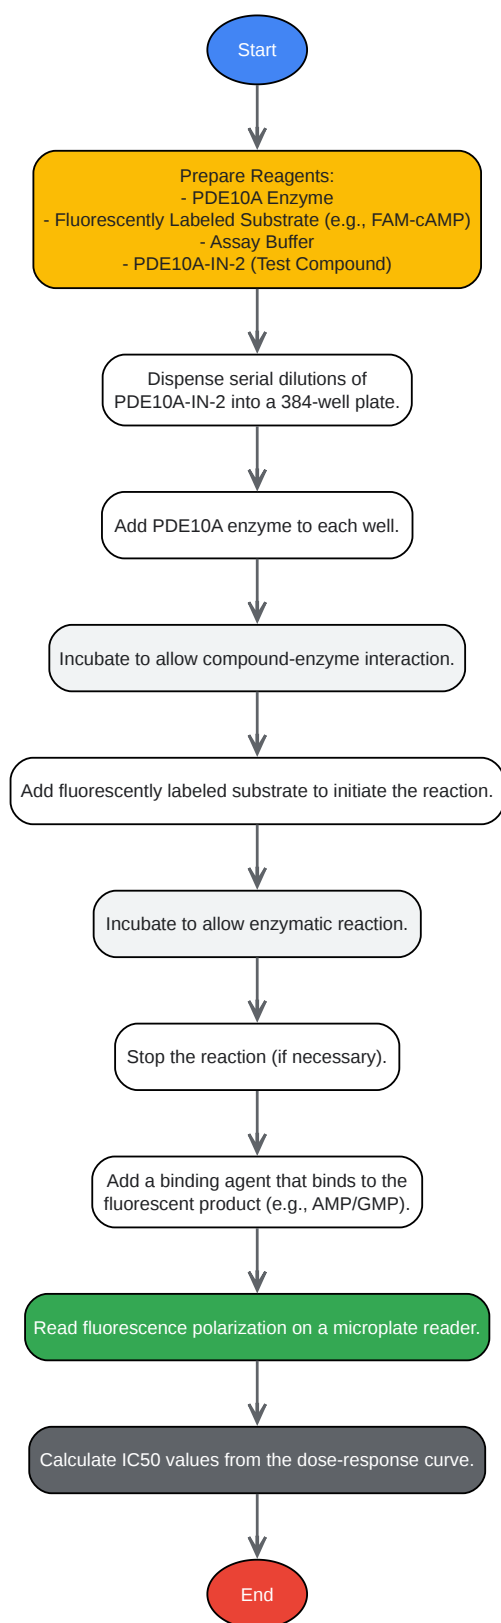 Start
Prepare Reagents:
- PDE10A Enzyme
- Fluorescently Labeled Substrate (e.g., FAM-cAMP)
- Assay Buffer
- PDE10A-IN-2 (Test Compound)
Dispense serial dilutions of
PDE10A-IN-2 into a 384-well plate.
Add PDE10A enzyme to each well.
Incubate to allow compound-enzyme interaction.
Add fluorescently labeled substrate to initiate the reaction.
Incubate to allow enzymatic reaction.
Stop the reaction (if necessary).
Add a binding agent that binds to the
fluorescent product (e.g., AMP/GMP).
Read fluorescence polarization on a microplate reader.
Calculate IC50 values from the dose-response curve.
End